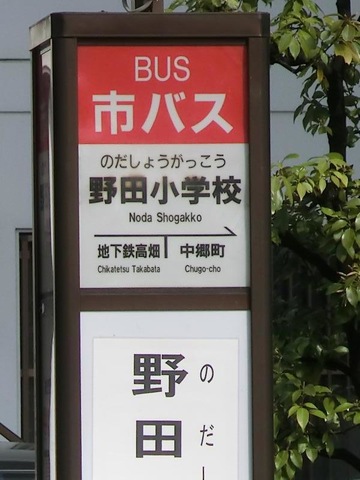 BUS
市バス
のだしょうがっこう
野田小学校
Noda Shogakko
地下鉄高畑 中郷町
Chikatetsu Takabata Chugo-cho
野田
のだ